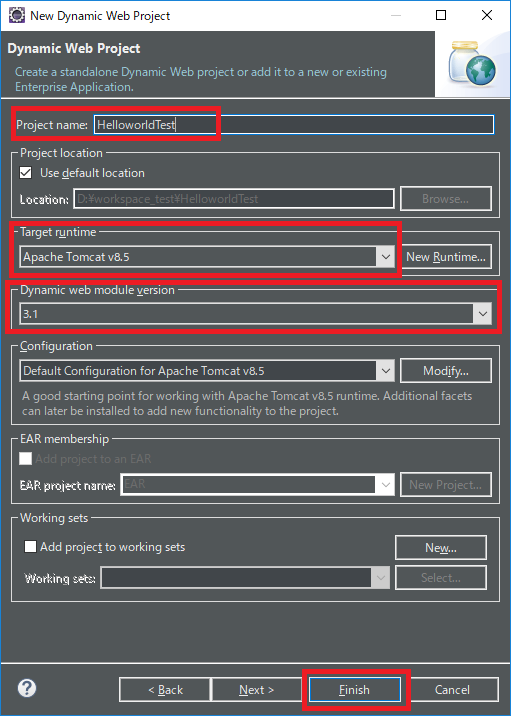 New Dynamic Web Project
Dynamic Web Project
Create a standalone Dynamic Web project or add it to a new or existing
Enterprise Application.
Project name: HelloworldTest
Project location
Use default location
Location: D:¥workspace_test¥HelloworldTest Browse...
Target runtime
Apache Tomcat v8.5 New Runtime...
Dynamic web module version
3.1
Configuration
Default Configuration for Apache Tomcat v8.5 Modify...
A good starting point for working with Apache Tomcat v8.5 runtime. Additional facets
can later be installed to add new functionality to the project.
EAR membership
Add project to an EAR
EAR project name: EAR New Project...
Working sets
Add project to working sets New...
Working sets: Select...
? < Back Next > Finish Cancel